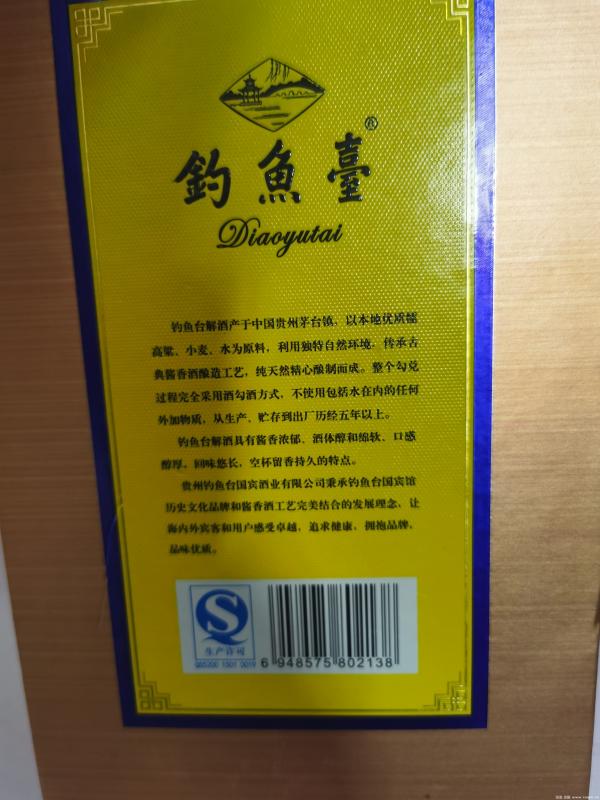 釣魚臺®
Diaoyutai
钓鱼台解酒产于中国贵州茅台镇，以本地优质糯
高粱、小麦、水为原料，利用独特自然环境，传承古
典酱香酒酿造工艺，纯天然精心酿制而成。整个勾兑
过程完全采用酒勾酒方式，不使用包括水在内的任何
外加物质，从生产、贮存到出厂历经五年以上。
钓鱼台解酒具有酱香浓郁、酒体醇和绵软、口感
醇厚，回味悠长，空杯留香持久的特点。
贵州钓鱼台国宾酒业有限公司秉承钓鱼台国宾馆
历史文化品牌和酱香酒工艺完美结合的发展理念，让
海内外宾客和用户感受卓越，追求健康，拥抱品牌，
品味优质。
生产许可
QS5200 1501 0019
6 948575 802138